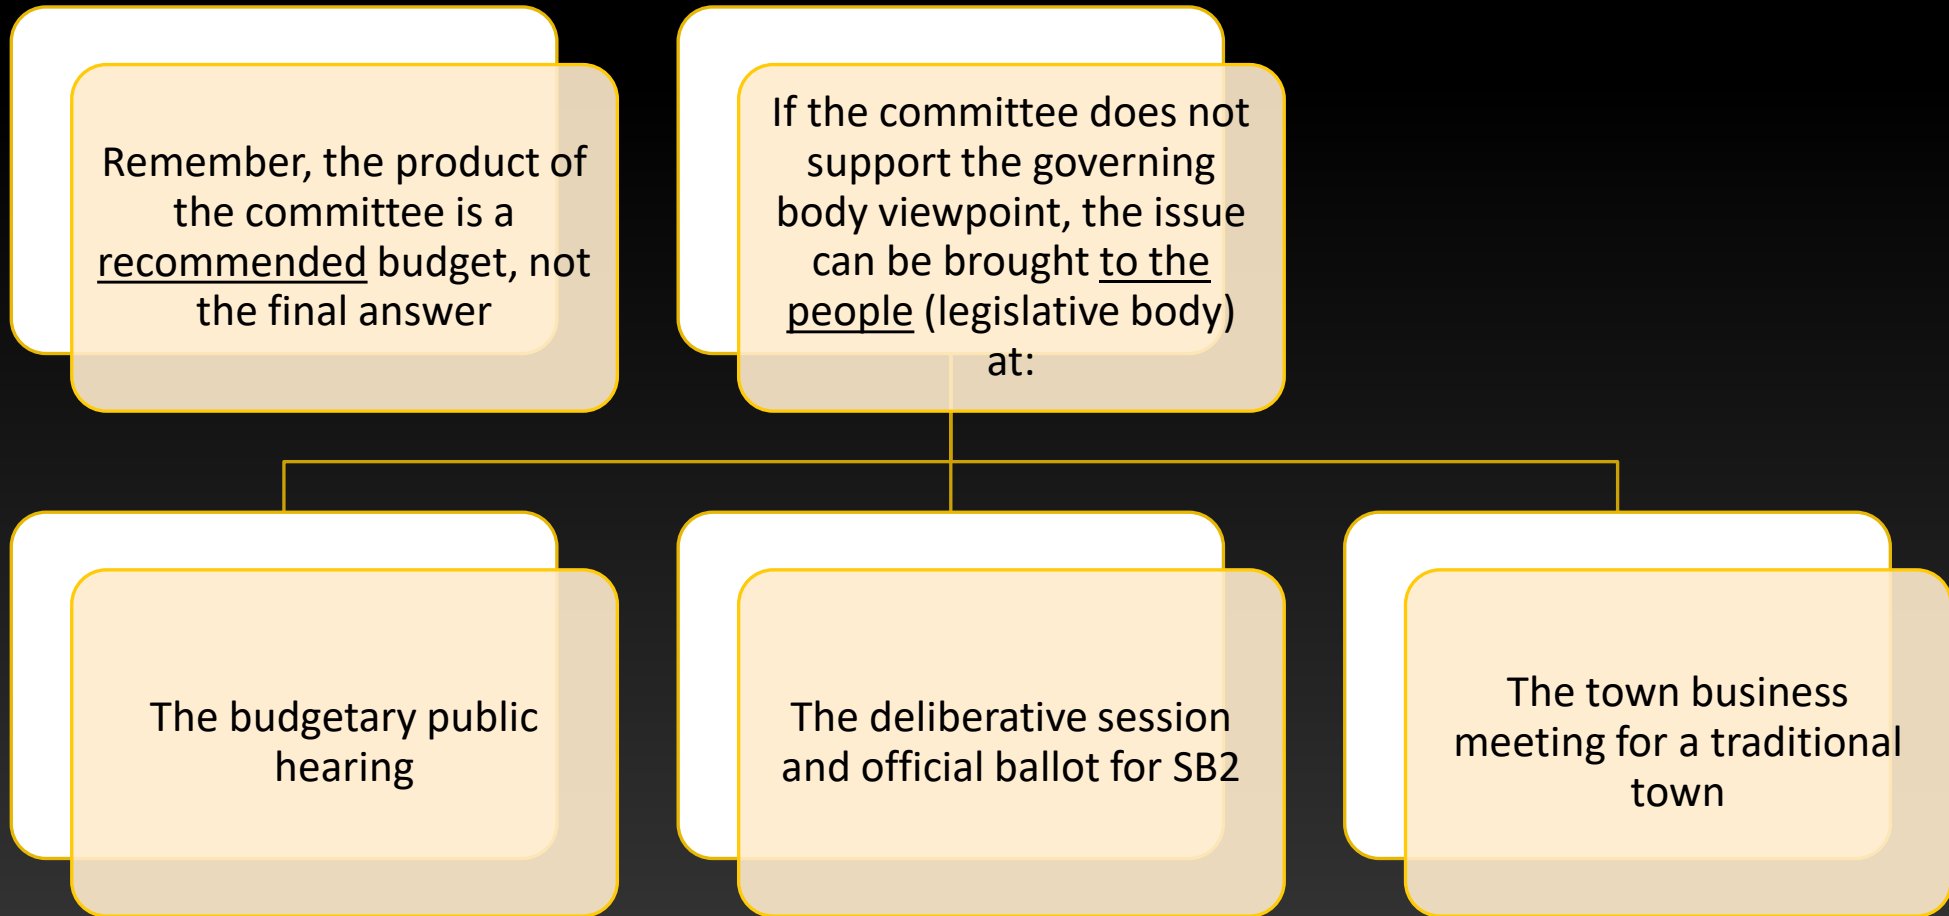 Remember, the product of
the committee is a
recommended budget, not
the final answer
If the committee does not
support the governing
body viewpoint, the issue
can be brought to the
people (legislative body)
at:
The budgetary public
hearing
The deliberative session
and official ballot for SB2
The town business
meeting for a traditional
town